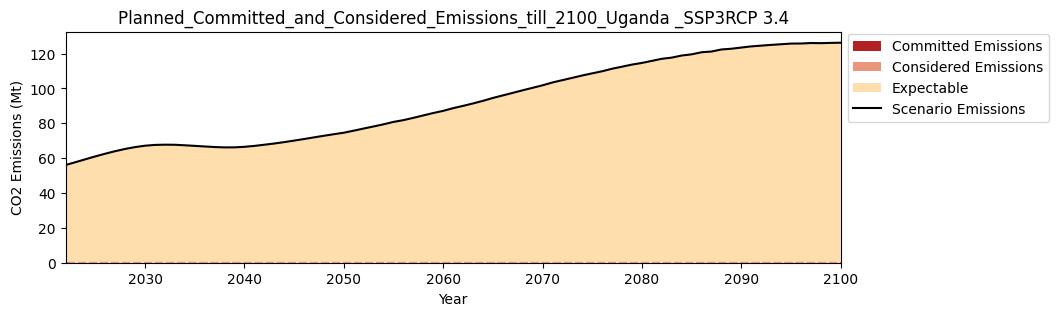 Planned_Committed_and_Considered_Emissions_till_2100_Uganda _SSP3RCP 3.4
120
100
80
60
40
20
0
CO2 Emissions (Mt)
2030 2040 2050 2060 2070 2080 2090 2100
Year
Committed Emissions
Considered Emissions
Expectable
Scenario Emissions